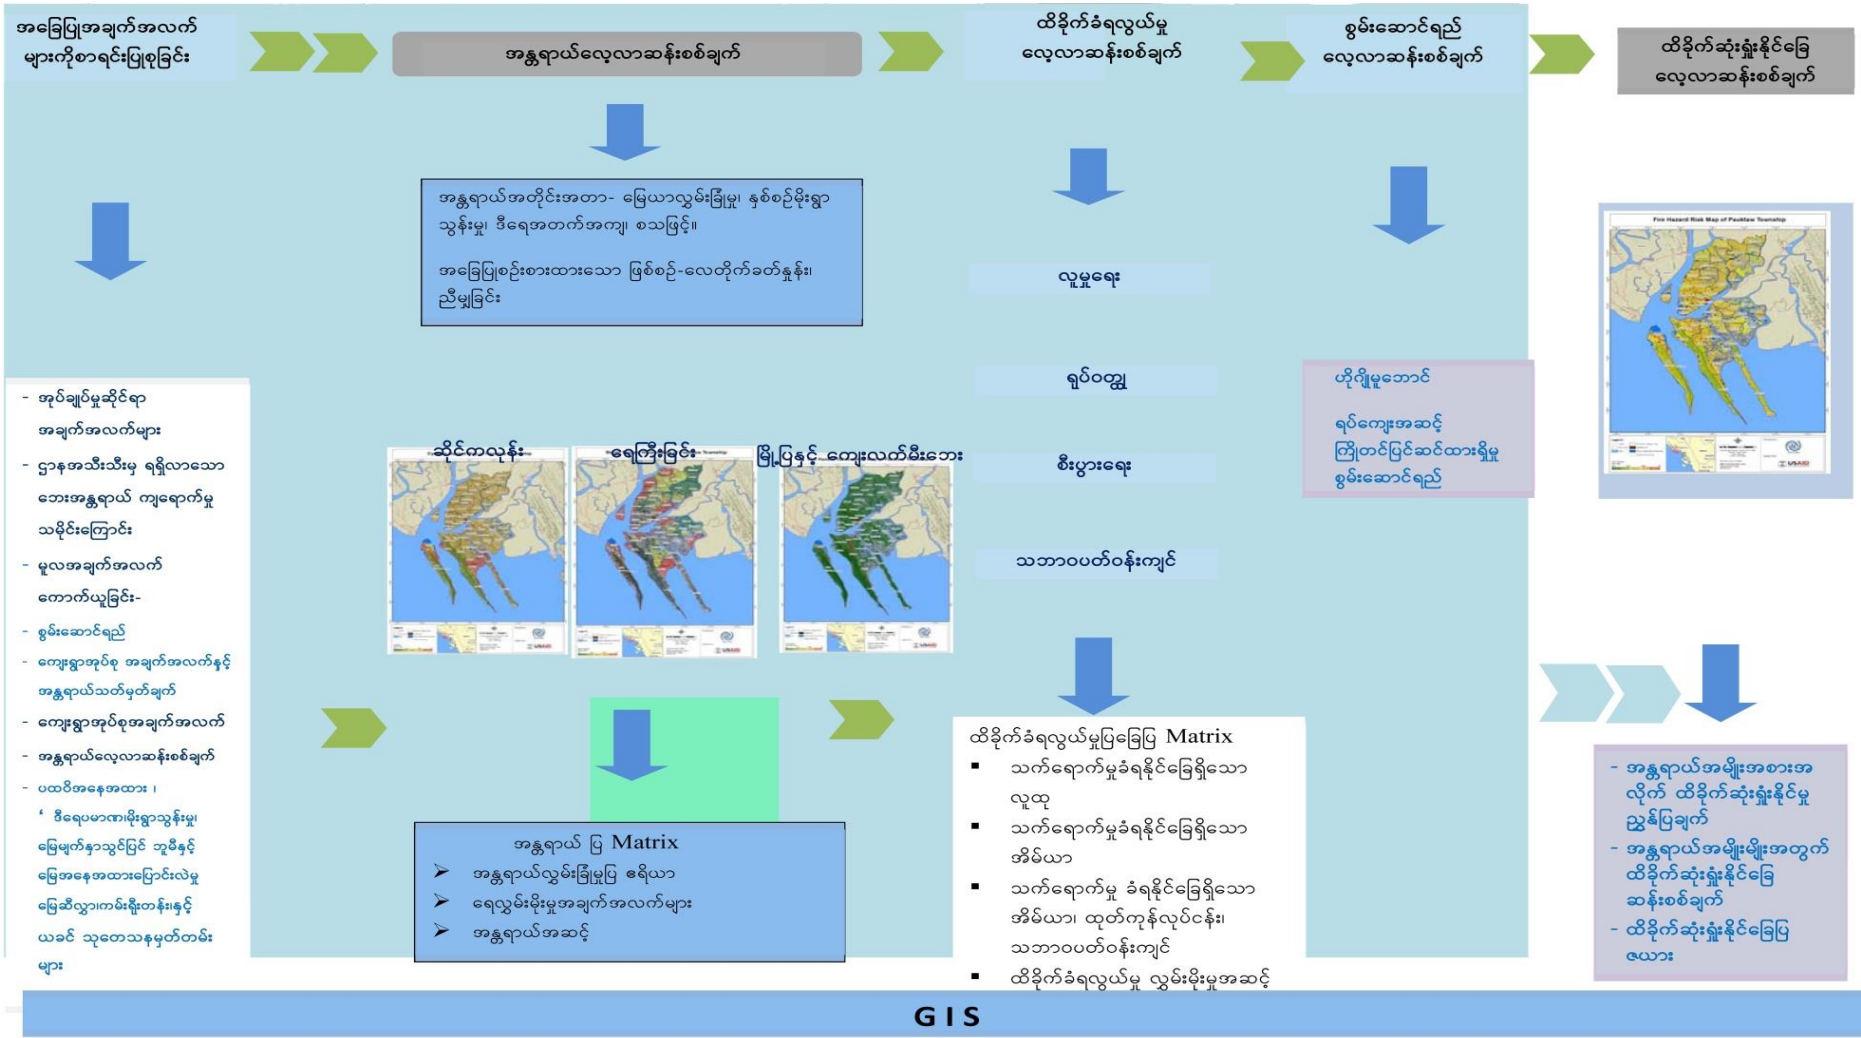 အခြေပြုအချက်အလက်
များကိုစာရင်းပြုစုခြင်း
အန္တရာယ်လေ့လာဆန်းစစ်ချက်
ထိခိုက်ခံရလွယ်မှု
လေ့လာဆန်းစစ်ချက်
စွမ်းဆောင်ရည်
လေ့လာဆန်းစစ်ချက်
ထိခိုက်ဆုံးရှုံးနိုင်ခြေ
လေ့လာဆန်းစစ်ချက်
- အုပ်ချုပ်မှုဆိုင်ရာ
အချက်အလက်များ
- ဌာနအသီးသီးမှ ရရှိလာသော
ဘေးအန္တရာယ် ကျရောက်မှု
သမိုင်းကြောင်း
- မူလအချက်အလက်
ကောက်ယူခြင်း-
- စွမ်းဆောင်ရည်
- ကျေးရွာအုပ်စု အချက်အလက်နှင့်
အန္တရာယ်သတ်မှတ်ချက်
- ကျေးရွာအုပ်စုအချက်အလက်
- အန္တရာယ်လေ့လာဆန်းစစ်ချက်
- ပထဝီအနေအထား ၊
‘ ဒီရေပမာဏ၊မိုးရွာသွန်းမှု၊
မြေမျက်နှာသွင်ပြင် ဘူမိနှင့်
မြေအနေအထားပြောင်းလဲမှု
မြေဆီလွှာ၊ကမ်းရိုးတန်း၊နှင့်
ယခင် သုတေသနမှတ်တမ်း
များ
အန္တရာယ်အတိုင်းအတာ- မြေယာလွှမ်းခြုံမှု၊ နှစ်စဉ်မိုးရွာ
သွန်းမှု၊ ဒီရေအတက်အကျ၊ စသဖြင့်။
အခြေပြုစဉ်းစားထားသော ဖြစ်စဉ်-လေတိုက်ခတ်နှုန်း၊
ညီမျှခြင်း
ဆိုင်ကလုန်း
ရေကြီးခြင်း
မြို့ပြနှင့် ကျေးလက်မီးဘေး
အန္တရာယ် ပြ Matrix
➢ အန္တရာယ်လွှမ်းခြုံမှုပြ ဧရိယာ
➢ ရေလွှမ်းမိုးမှုအချက်အလက်များ
➢ အန္တရာယ်အဆင့်
လူမှုရေး
ရုပ်ဝတ္ထု
စီးပွားရေး
သဘာဝပတ်ဝန်းကျင်
ထိခိုက်ခံရလွယ်မှုပြခြေပြ Matrix
▪ သက်ရောက်မှုခံရနိုင်ခြေရှိသော
လူထု
▪ သက်ရောက်မှုခံရနိုင်ခြေရှိသော
အိမ်ယာ
▪ သက်ရောက်မှု ခံရနိုင်ခြေရှိသော
အိမ်ယာ၊ ထုတ်ကုန်လုပ်ငန်း၊
သဘာဝပတ်ဝန်းကျင်
▪ ထိခိုက်ခံရလွယ်မှု လွှမ်းမိုးမှုအဆင့်
ဟိုဂျိုမူဘောင်
ရပ်ကျေးအဆင့်
ကြိုတင်ပြင်ဆင်ထားရှိမှု
စွမ်းဆောင်ရည်
Fire Hazard Risk Map of Pauktaw Township
USAID
- အန္တရာယ်အမျိုးအစားအ
လိုက် ထိခိုက်ဆုံးရှုံးနိုင်မှု
ညွှန်ပြချက်
- အန္တရာယ်အမျိုးမျိုးအတွက်
ထိခိုက်ဆုံးရှုံးနိုင်ခြေ
ဆန်းစစ်ချက်
- ထိခိုက်ဆုံးရှုံးနိုင်ခြေပြ
ဇယား
GIS